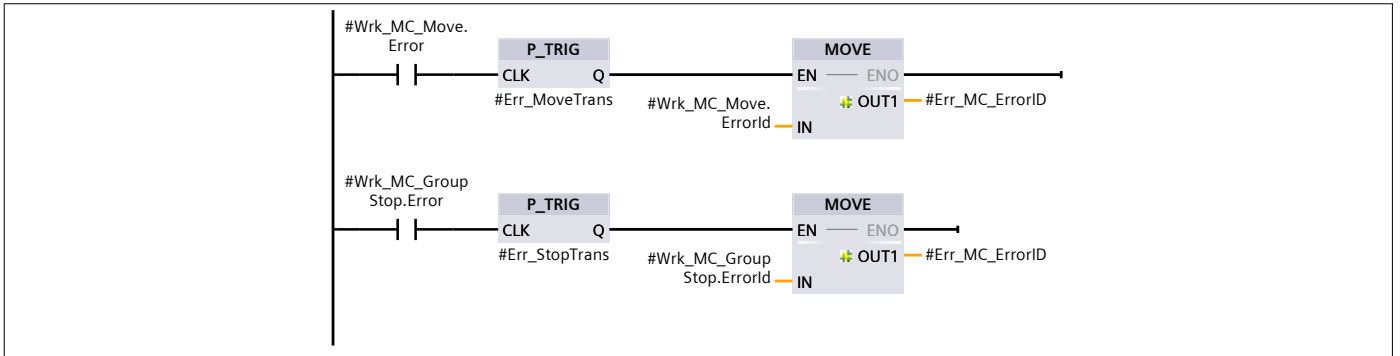 #Wrk_MC_Move.
Error
P_TRIG
CLK Q
#Err_MoveTrans
MOVE
EN ENO
#Wrk_MC_Move.
ErrorId
IN
OUT1
#Err_MC_ErrorID
#Wrk_MC_Group
Stop.Error
P_TRIG
CLK Q
#Err_StopTrans
MOVE
EN ENO
#Wrk_MC_Group
Stop.ErrorId
IN
OUT1
#Err_MC_ErrorID